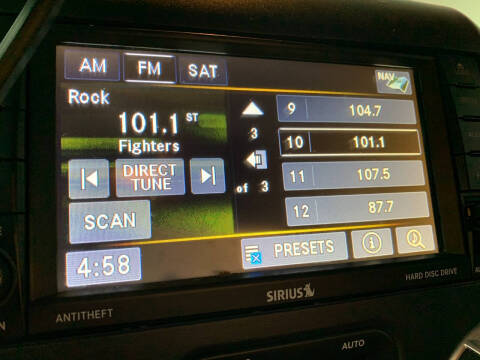 AM FM SAT NAV
Rock
101.1 ST
Fighters
DIRECT
TUNE
SCAN
4:58
3
of 3
9 104.7
10 101.1
11 107.5
12 87.7
PRESETS
SIRIUS
HARD DISC DRIVE
ANTITHEFT
AUTO